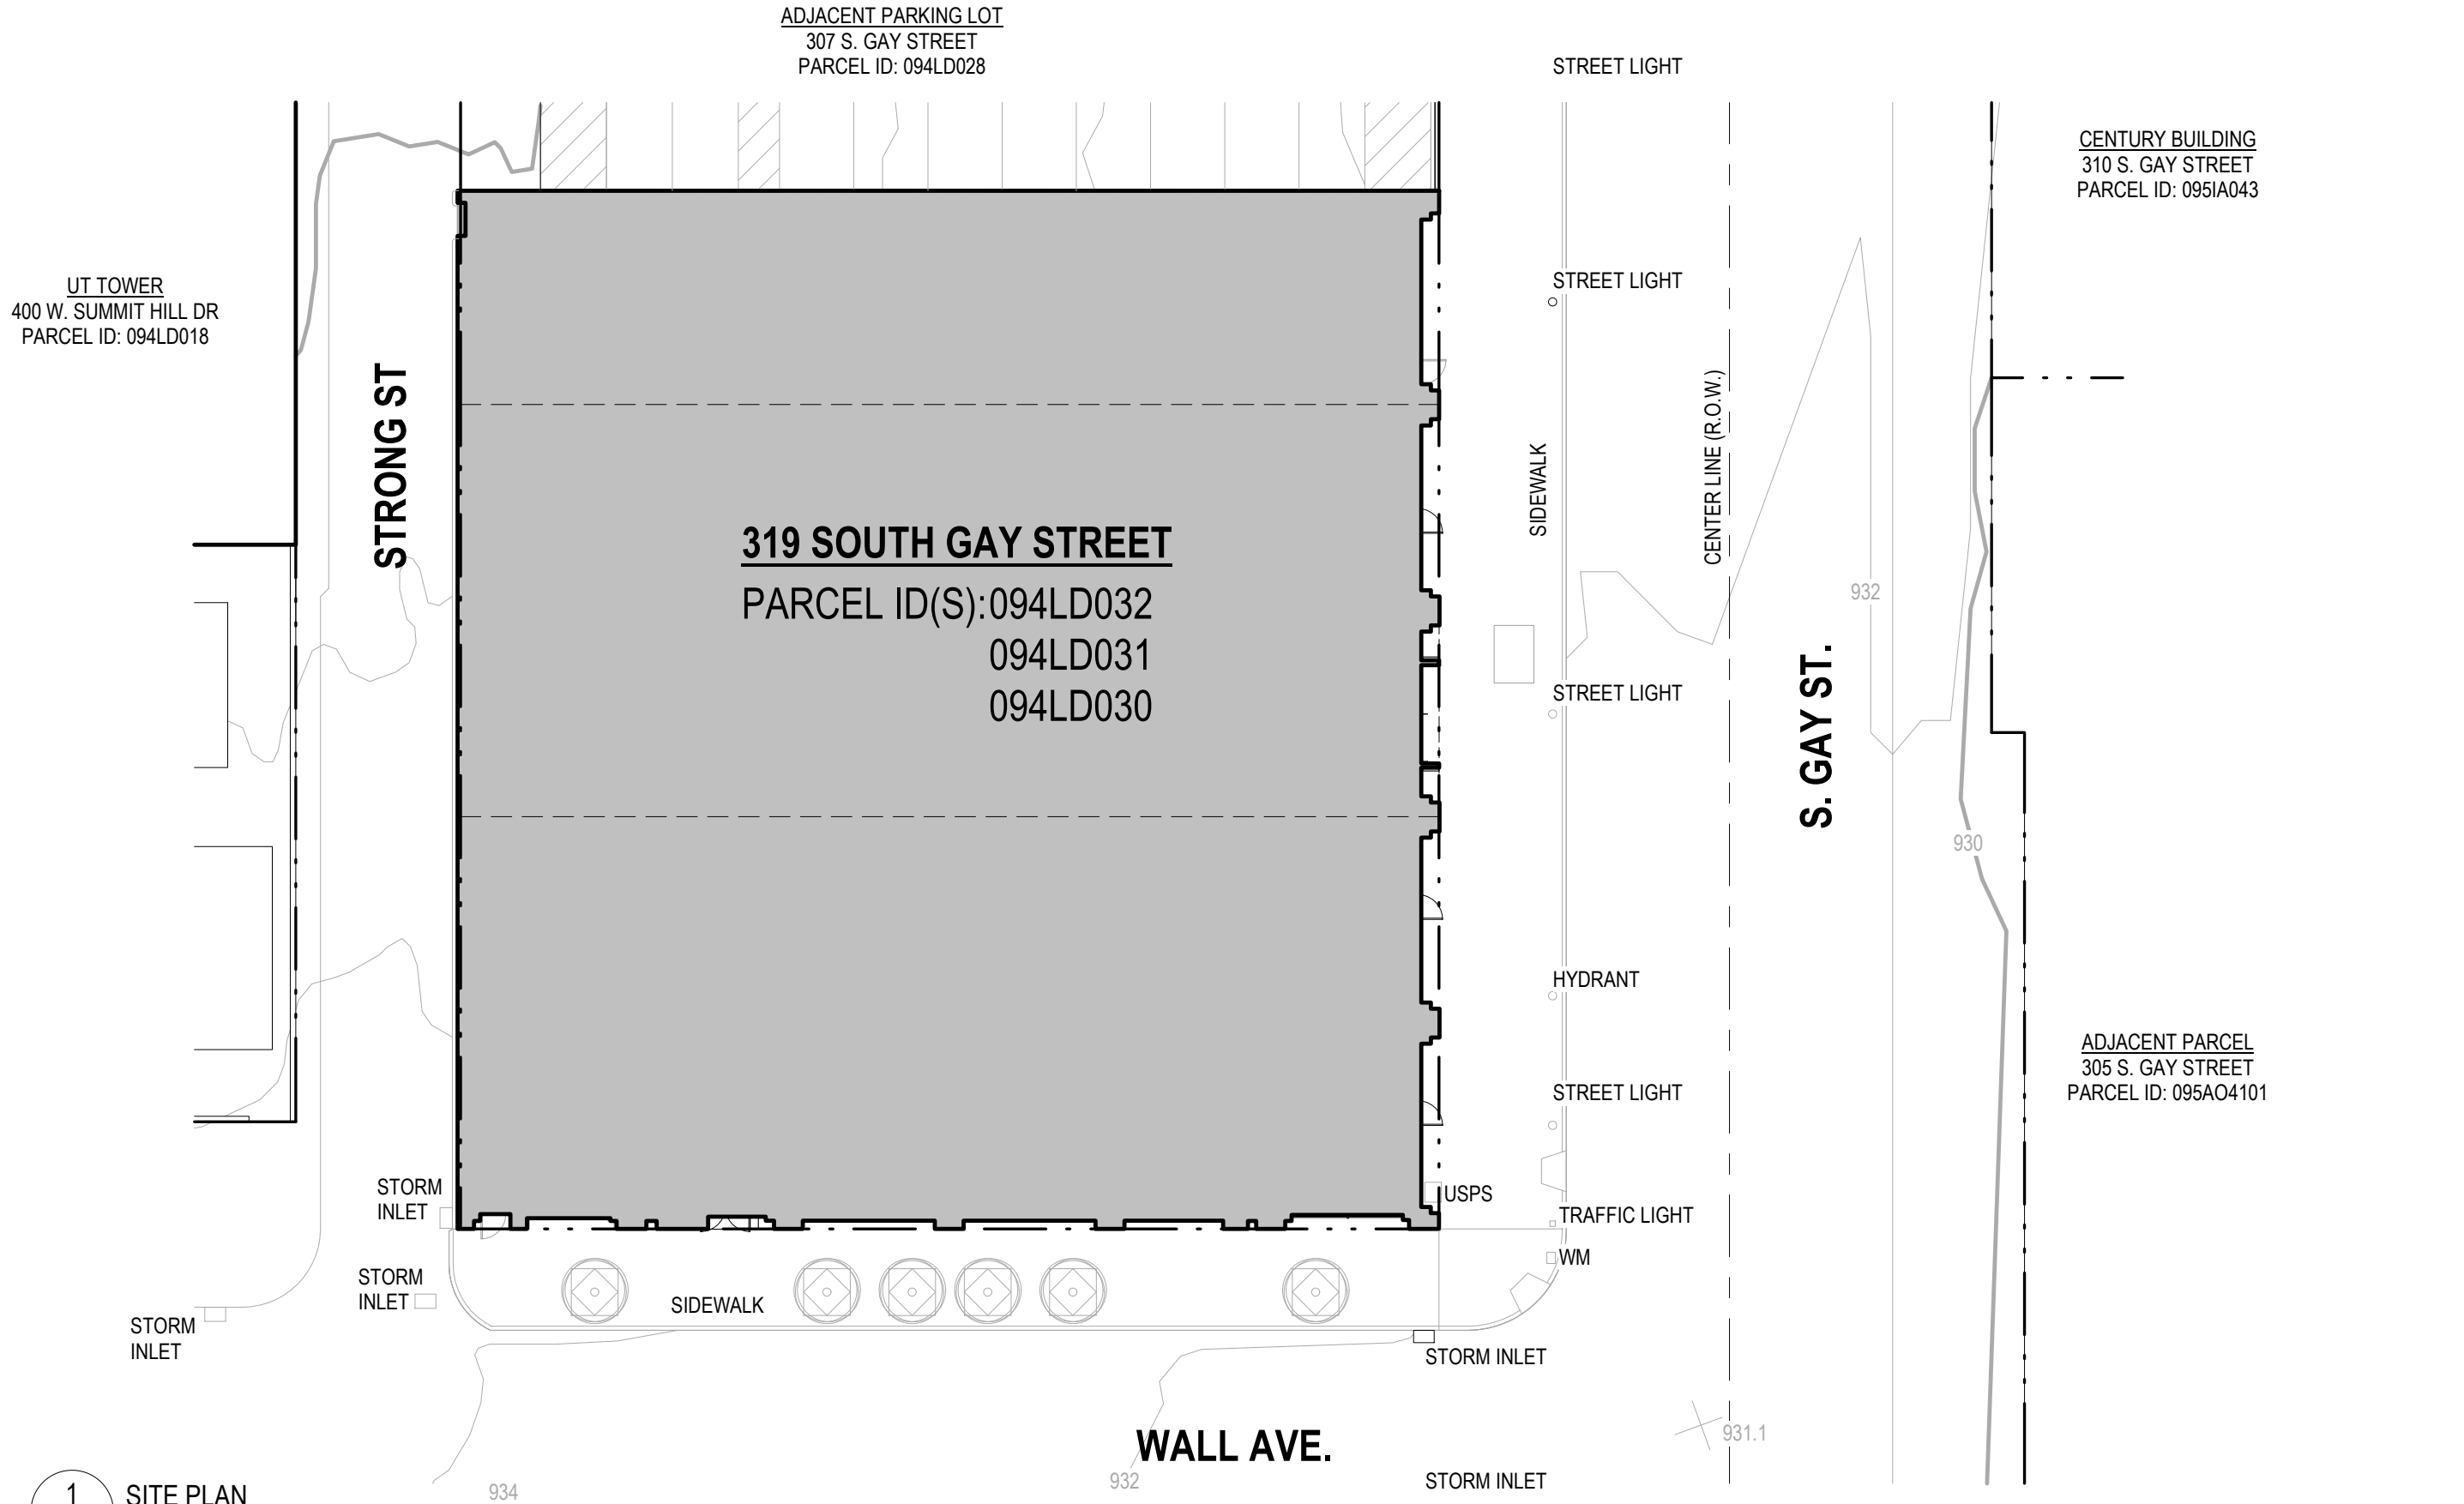 ADJACENT PARKING LOT
307 S. GAY STREET
PARCEL ID: 094LD028
STREET LIGHT
CENTURY BUILDING
310 S. GAY STREET
PARCEL ID: 095IA043
UT TOWER
400 W. SUMMIT HILL DR
PARCEL ID: 094LD018
STREET LIGHT
STRONG ST
SIDEWALK
CENTER LINE (R.O.W.)
319 SOUTH GAY STREET
PARCEL ID(S):094LD032
094LD031
094LD030
932
STREET LIGHT
S. GAY ST.
930
HYDRANT
ADJACENT PARCEL
305 S. GAY STREET
PARCEL ID: 095AO4101
STREET LIGHT
STORM
INLET
USPS
TRAFFIC LIGHT
WM
STORM
INLET
SIDEWALK
STORM
INLET
STORM INLET
WALL AVE.
931.1
932
STORM INLET
934
1
SITE PLAN